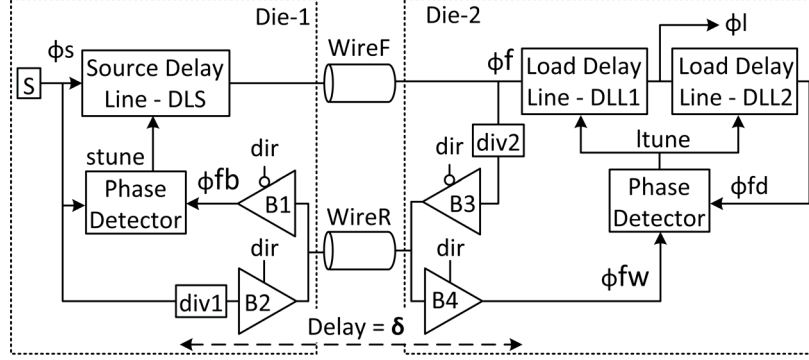 Die-1
Die-2
ϕs
WireF
ϕf
ϕl
S
Source Delay
Line - DLS
Load Delay
Line - DLL1
Load Delay
Line - DLL2
div2
stune
dir
dir
ltune
Phase
Detector
ϕfb
B1
WireR
B3
Phase
Detector
ϕfd
dir
dir
div1
B2
B4
ϕfw
Delay = δ